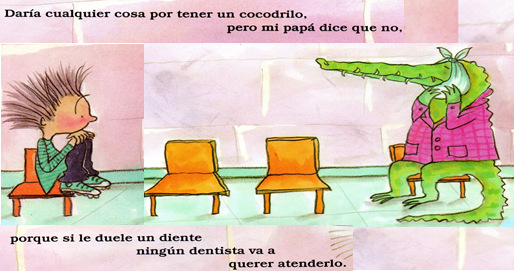 Daría cualquier cosa por tener un cocodrilo,
pero mi papá dice que no,
porque si le duele un diente
ningún dentista va a
querer atenderlo.